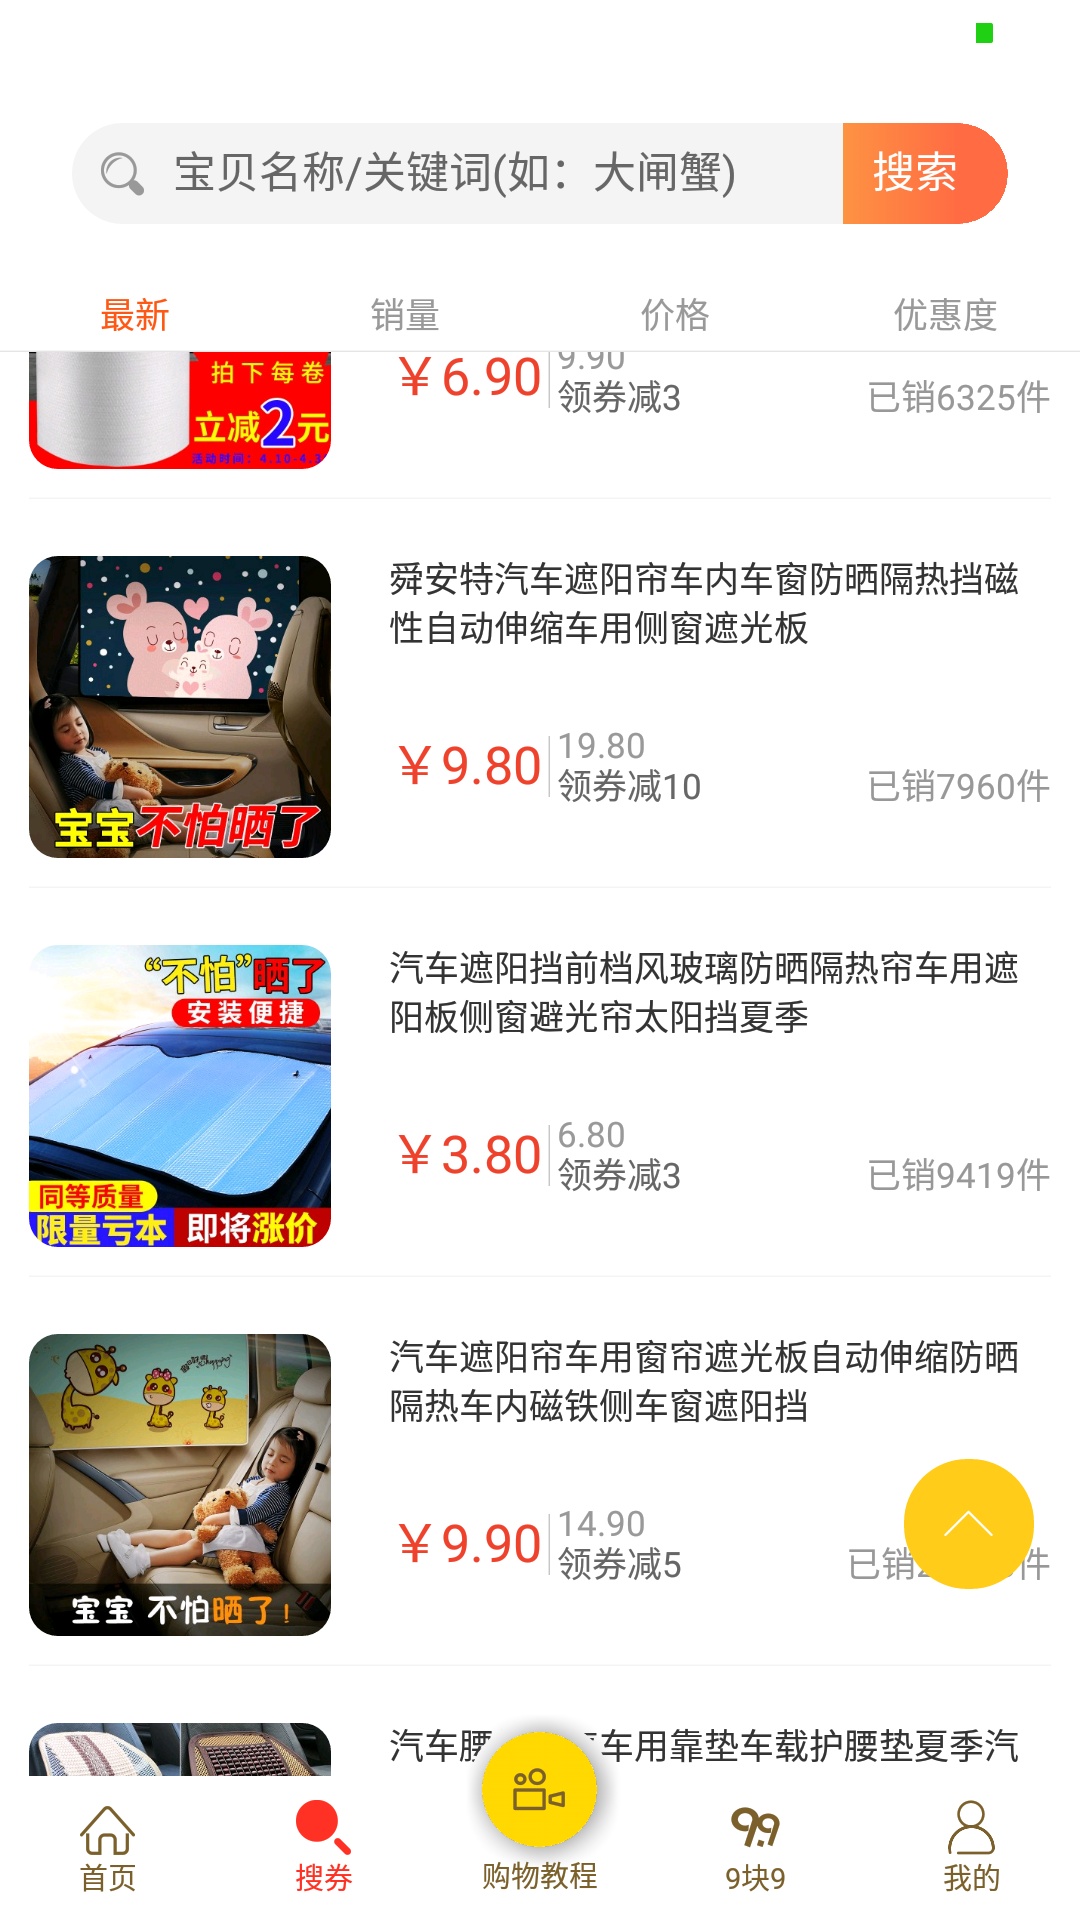 宝贝名称/关键词(如：大闸蟹)
搜索
最新
销量
价格
优惠度
拍下每卷
立减2元
活动时间：4.10-4.3
￥6.90
9.90
领券减3
已销6325件
舜安特汽车遮阳帘车内车窗防晒隔热挡磁
性自动伸缩车用侧窗遮光板
￥9.80
19.80
领券减10
已销7960件
宝宝不怕晒了
汽车遮阳挡前档风玻璃防晒隔热帘车用遮
阳板侧窗避光帘太阳挡夏季
“不怕”晒了
安装便捷
￥3.80
6.80
领券减3
已销9419件
同等质量
限量亏本 即将涨价
汽车遮阳帘车用窗帘遮光板自动伸缩防晒
隔热车内磁铁侧车窗遮阳挡
￥9.90
14.90
领券减5
已销
件
宝宝 不怕晒了！
汽车腰
车用靠垫车载护腰垫夏季汽
首页
搜券
购物教程
9.9
9块9
我的